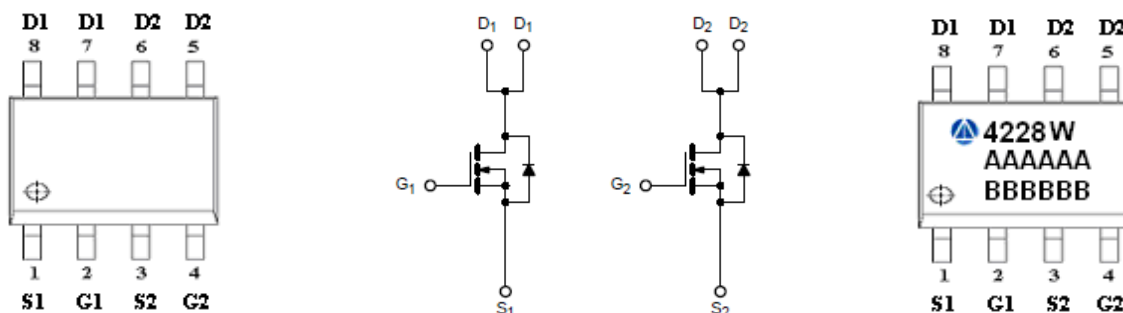 D1 D1 D2 D2
8 7 6 5
1 2 3 4
S1 G1 S2 G2
D1 D1
G1
S1
D2 D2
G2
S2
D1 D1 D2 D2
8 7 6 5
4228W
AAAAAA
BBBBBB
1 2 3 4
S1 G1 S2 G2